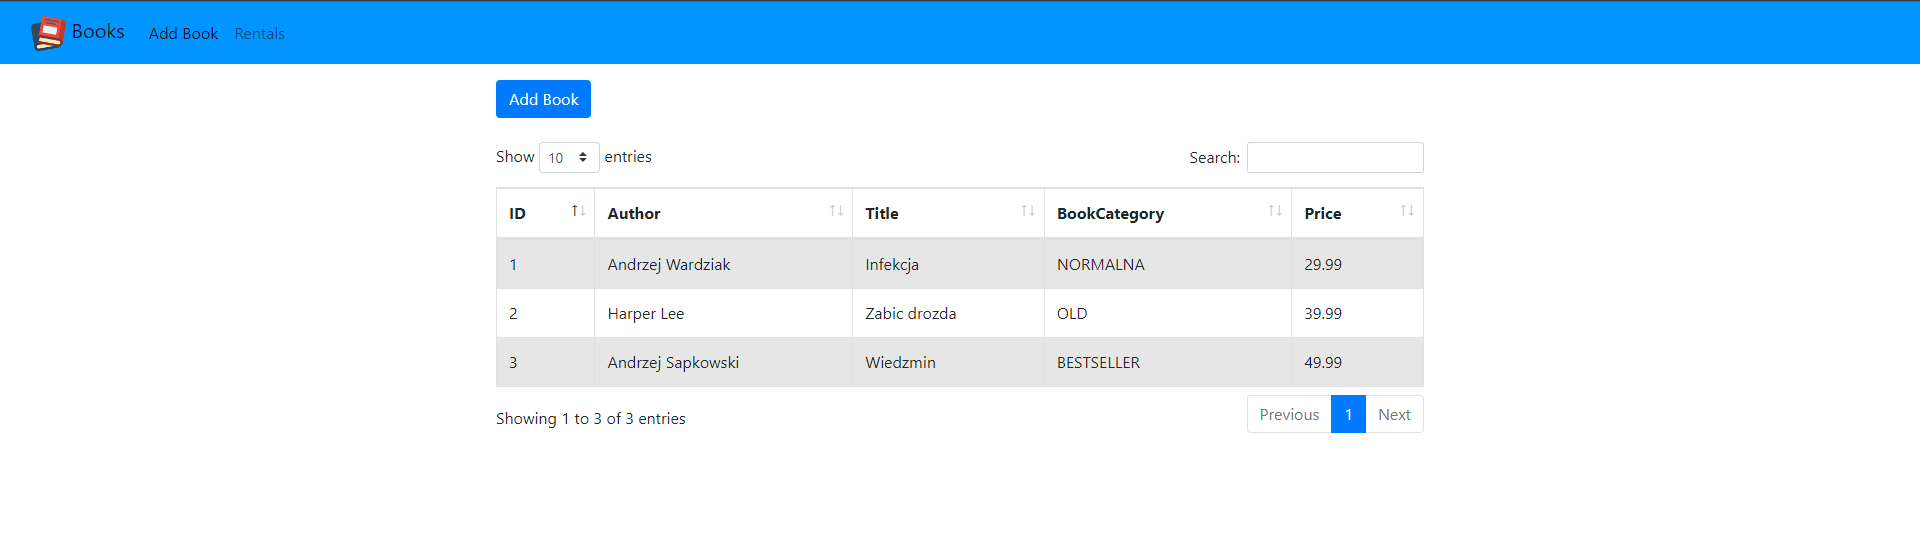 Books Add Book Rentals
Add Book
Show 10 entries Search:
ID Author Title BookCategory Price
1 Andrzej Wardziak Infekcja NORMALNA 29.99
2 Harper Lee Zabic drozda OLD 39.99
3 Andrzej Sapkowski Wiedzmin BESTSELLER 49.99
Showing 1 to 3 of 3 entries Previous 1 Next